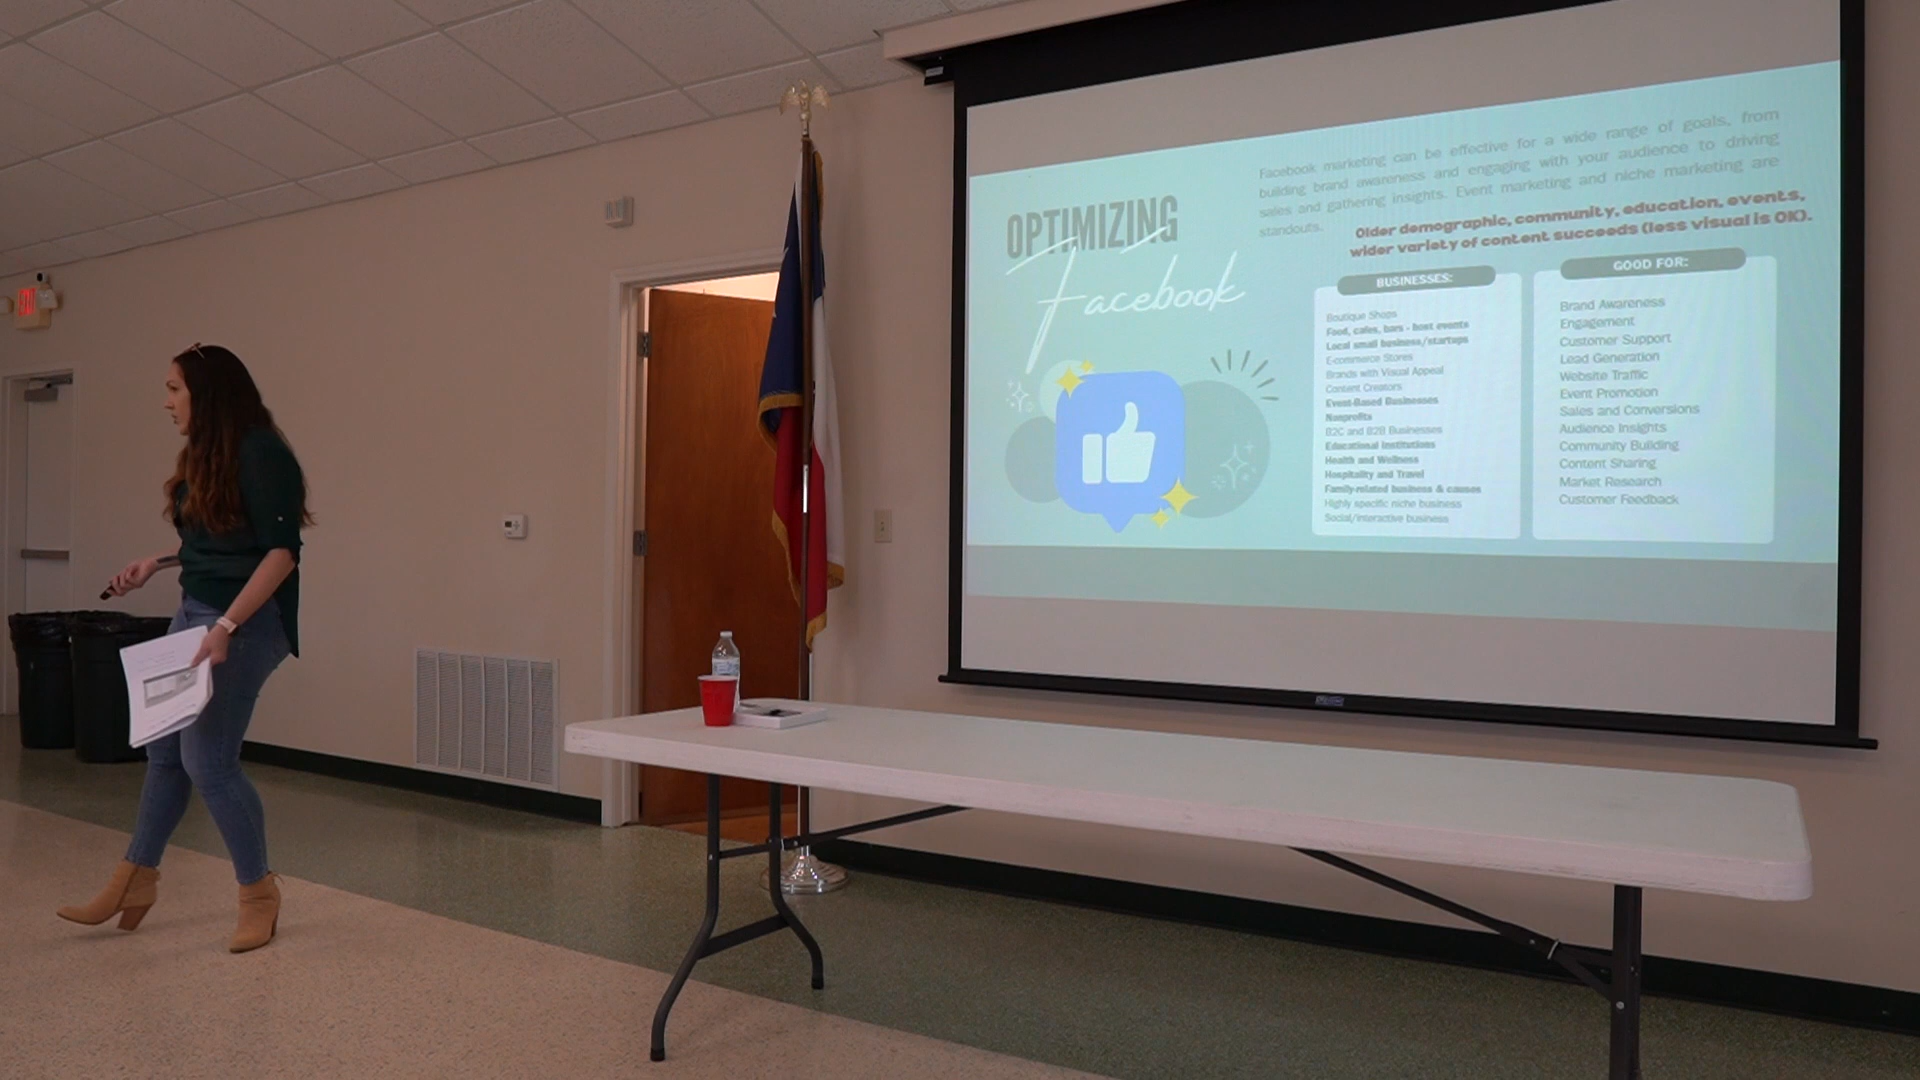 EXIT
OPTIMIZING
Facebook
Facebook marketing can be effective for a wide range of goals, from
building brand awareness and engaging with your audience to driving
sales and gathering insights. Event marketing and niche marketing are
standouts.
Older demographic, community, education, events,
wider variety of content succeeds (less visual is OK).
BUSINESSES:
Boutique Shops
Food, cafes, bars - host events
Local small business/startups
E-commerce Stores
Brands with Visual Appeal
Content Creators
Event-Based Businesses
Nonprofits
B2C and B2B Businesses
Educational Institutions
Health and Wellness
Hospitality and Travel
Family-related business & causes
Highly specific niche business
Social/interactive business
GOOD FOR:
Brand Awareness
Engagement
Customer Support
Lead Generation
Website Traffic
Event Promotion
Sales and Conversions
Audience Insights
Community Building
Content Sharing
Market Research
Customer Feedback